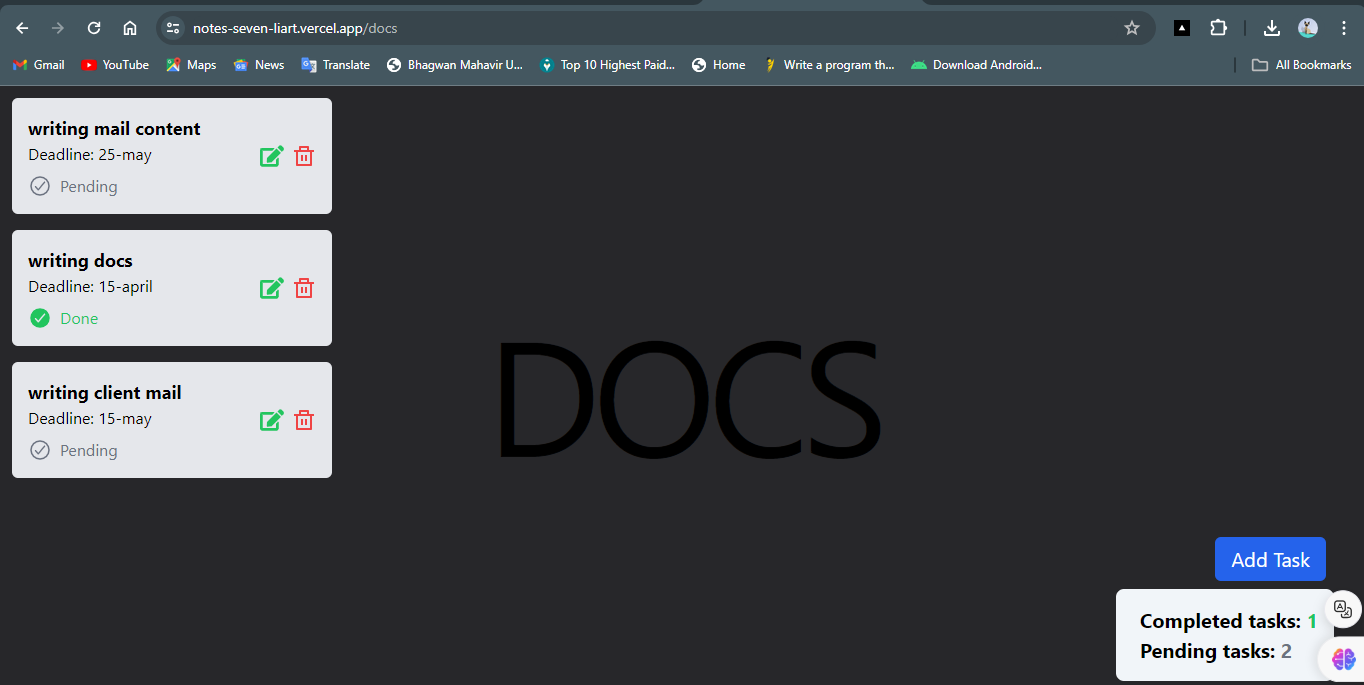 notes-seven-liart.vercel.app/docs
Gmail
YouTube
Maps
News
Translate
Bhagwan Mahavir U...
Top 10 Highest Paid...
Home
Write a program th...
Download Android...
All Bookmarks
writing mail content
Deadline: 25-may
Pending
writing docs
Deadline: 15-april
Done
writing client mail
Deadline: 15-may
Pending
DOCS
Add Task
Completed tasks: 1
Pending tasks: 2